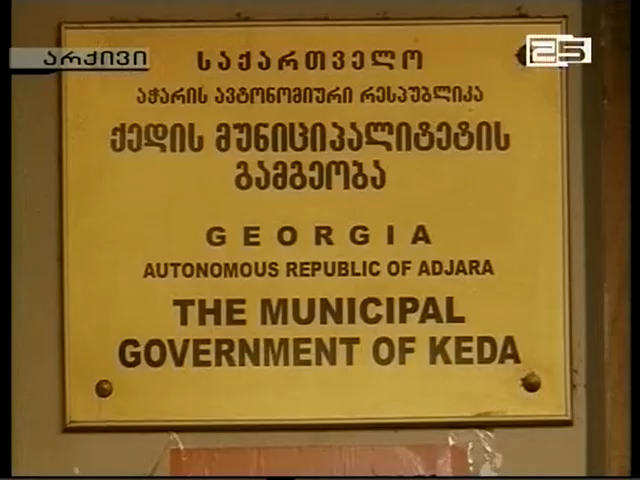 არქივი
25
საქართველო
აჭარის ავტონომიური რესპუბლიკა
ქედის მუნიციპალიტეტის
გამგეობა
GEORGIA
AUTONOMOUS REPUBLIC OF ADJARA
THE MUNICIPAL
GOVERNMENT OF KEDA